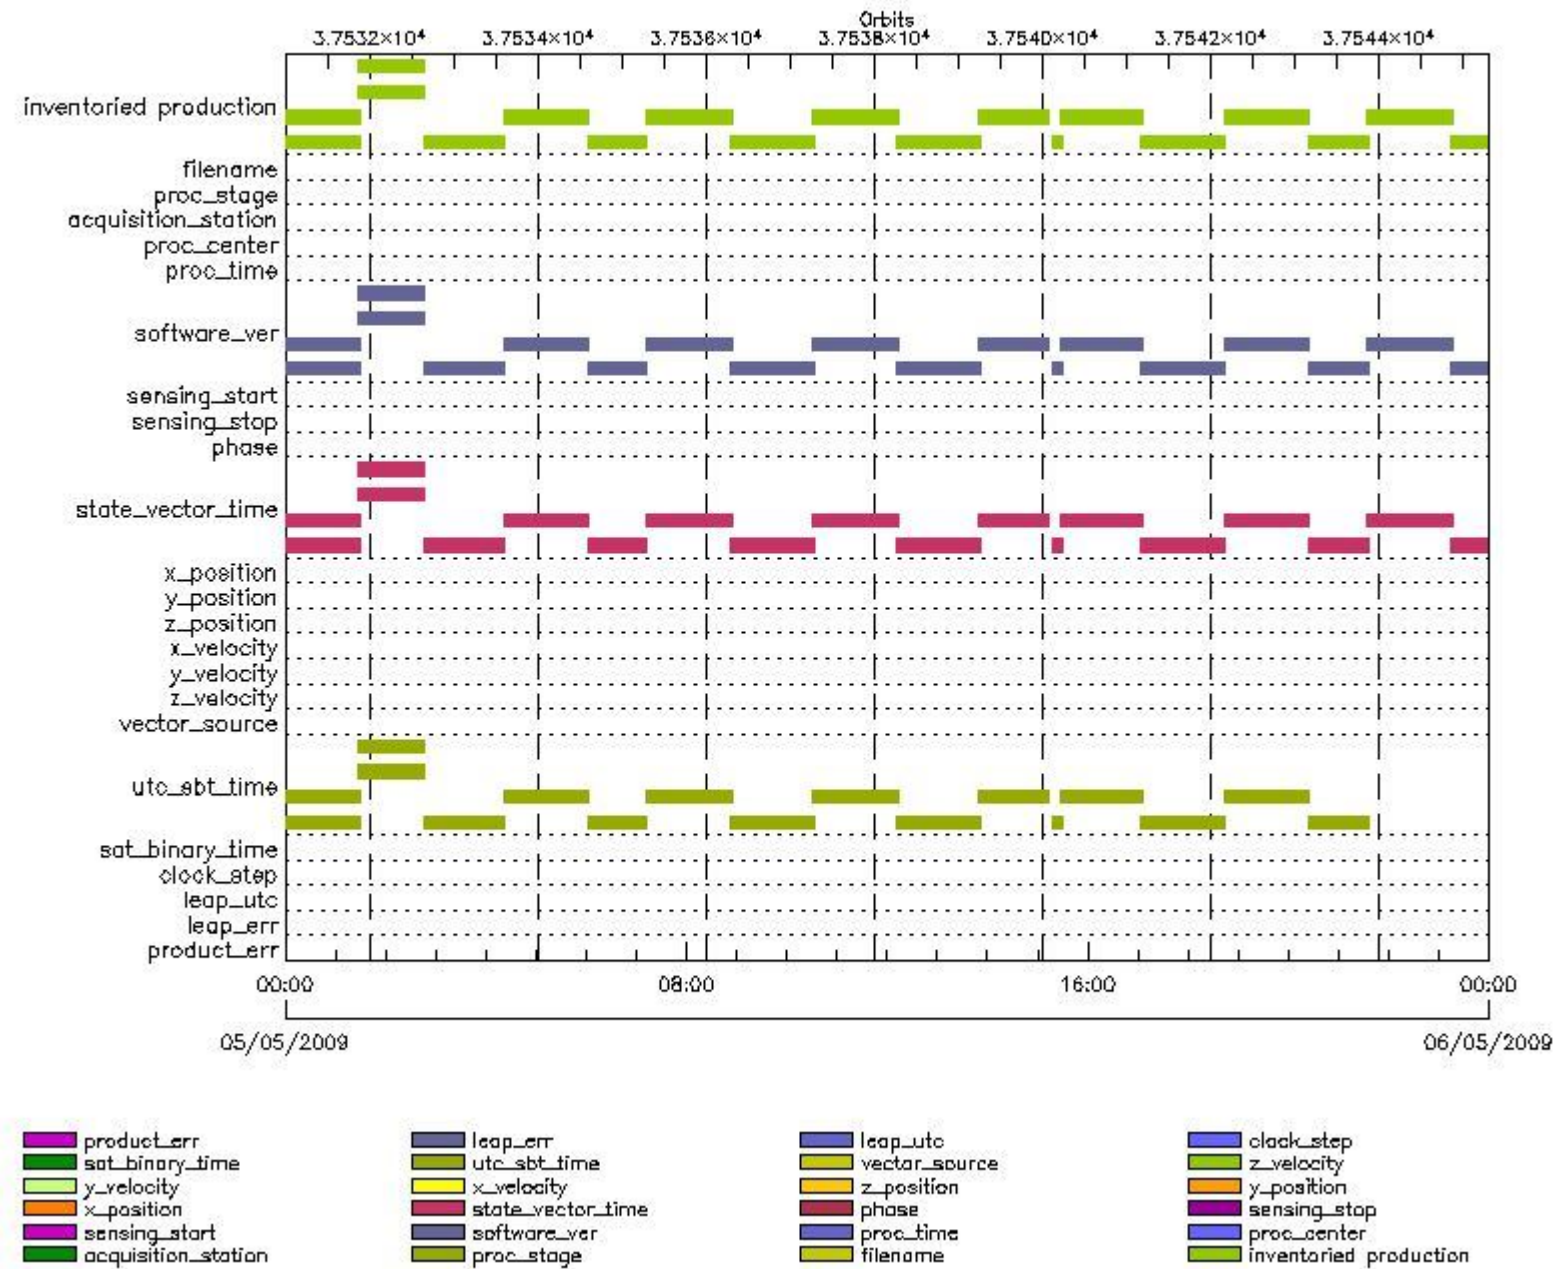 Orbits
3.7532×10⁴ 3.7534×10⁴ 3.7536×10⁴ 3.7538×10⁴ 3.7540×10⁴ 3.7542×10⁴ 3.7544×10⁴
inventoried production
filename
proc_stage
acquisition_station
proc_center
proc_time
software_ver
sensing_start
sensing_stop
phase
state_vector_time
x_position
y_position
z_position
x_velocity
y_velocity
z_velocity
vector_source
utc_sbt_time
sat_binary_time
clock_step
leap_utc
leap_err
product_err
00:00 08:00 16:00 00:00
05/05/2009 06/05/2009
product_err leap_err leap_utc clock_step
sat_binary_time utc_sbt_time vector_source z_velocity
y_velocity x_velocity z_position y_position
x_position state_vector_time phase sensing_stop
sensing_start software_ver proc_time proc_center
acquisition_station proc_stage filename inventoried production